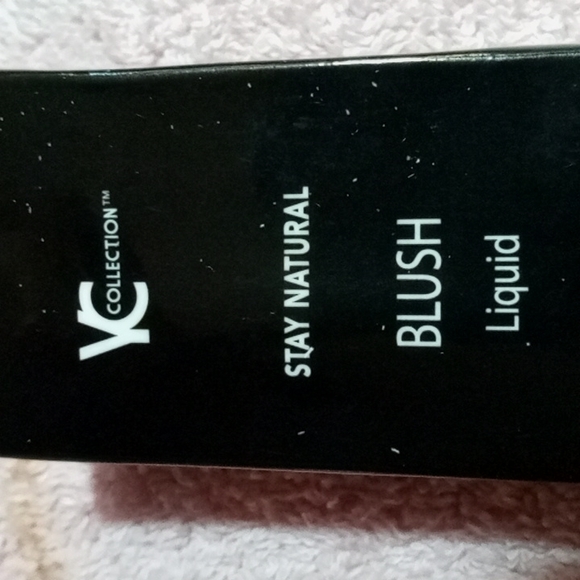 YC COLLECTION™
STAY NATURAL
BLUSH
Liquid